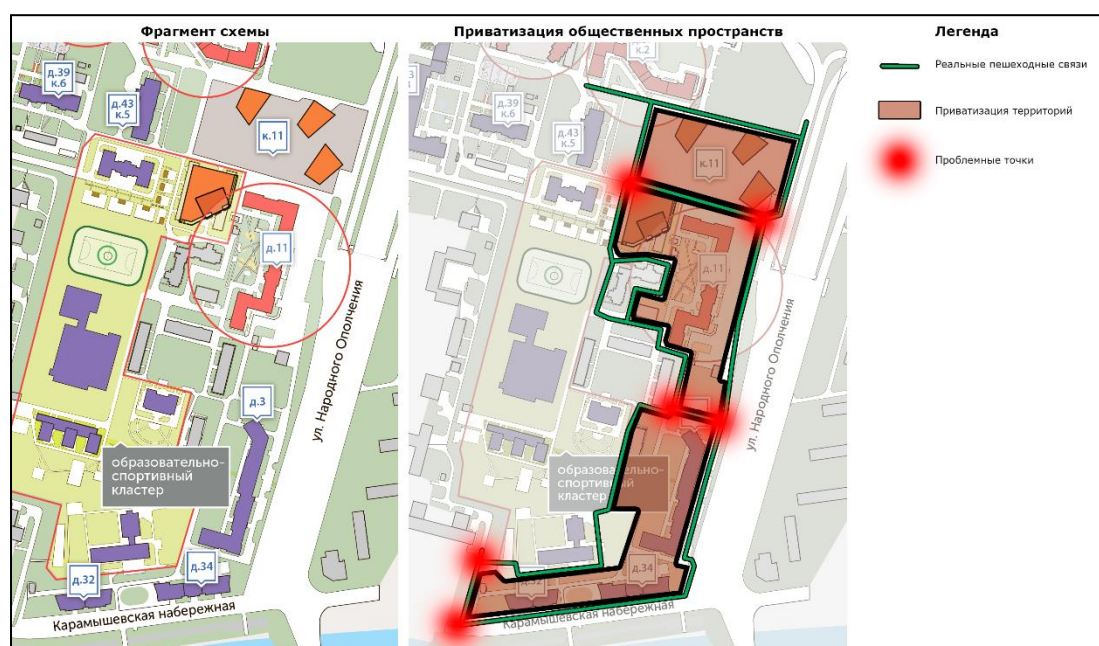 Фрагмент схемы
Приватизация общественных пространств
Легенда
Реальные пешеходные связи
Приватизация территорий
Проблемные точки
д.39
к.6
д.43
к.5
к.11
д.11
ул. Народного Ополчения
д.3
образовательно-
спортивный
кластер
д.32
д.34
Карамышевская набережная
к.2
д.39
к.6
д.43
к.5
к.11
д.11
ул. Народного Ополчения
образовательно-
спортивный
кластер
д.32
д.34
Карамышевская набережная